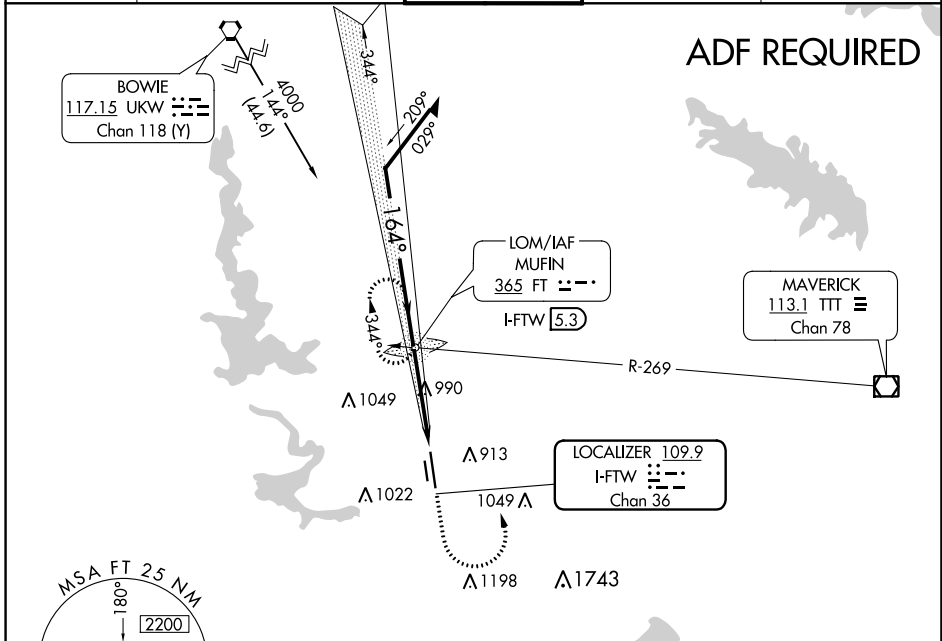 ADF REQUIRED
BOWIE
117.15 UKW
Chan 118 (Y)
4000
144°
(44.6)
344°
209°
029°
164°
LOM/IAF
MUFIN
365 FT
I-FTW 5.3
MAVERICK
113.1 TTT
Chan 78
344°
R-269
1049
990
913
LOCALIZER 109.9
I-FTW
Chan 36
1022
1049
1198
1743
MSA FT 25 NM
180°
2200